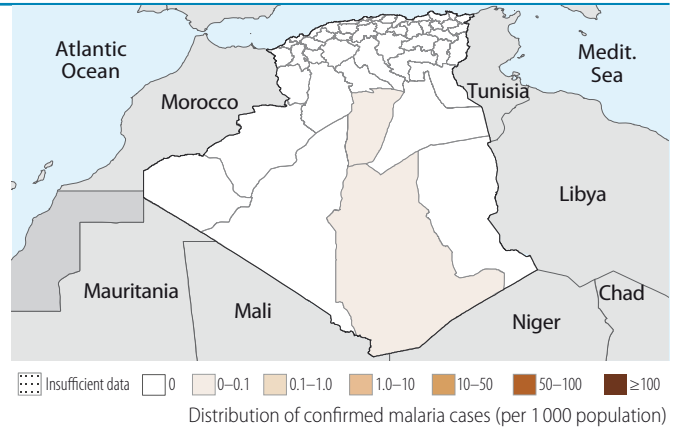 Atlantic
Ocean
Medit.
Sea
Morocco
Tunisia
Libya
Mauritania
Mali
Niger
Chad
Insufficient data 0 0–0.1 0.1–1.0 1.0–10 10–50 50–100 ≥100
Distribution of confirmed malaria cases (per 1 000 population)